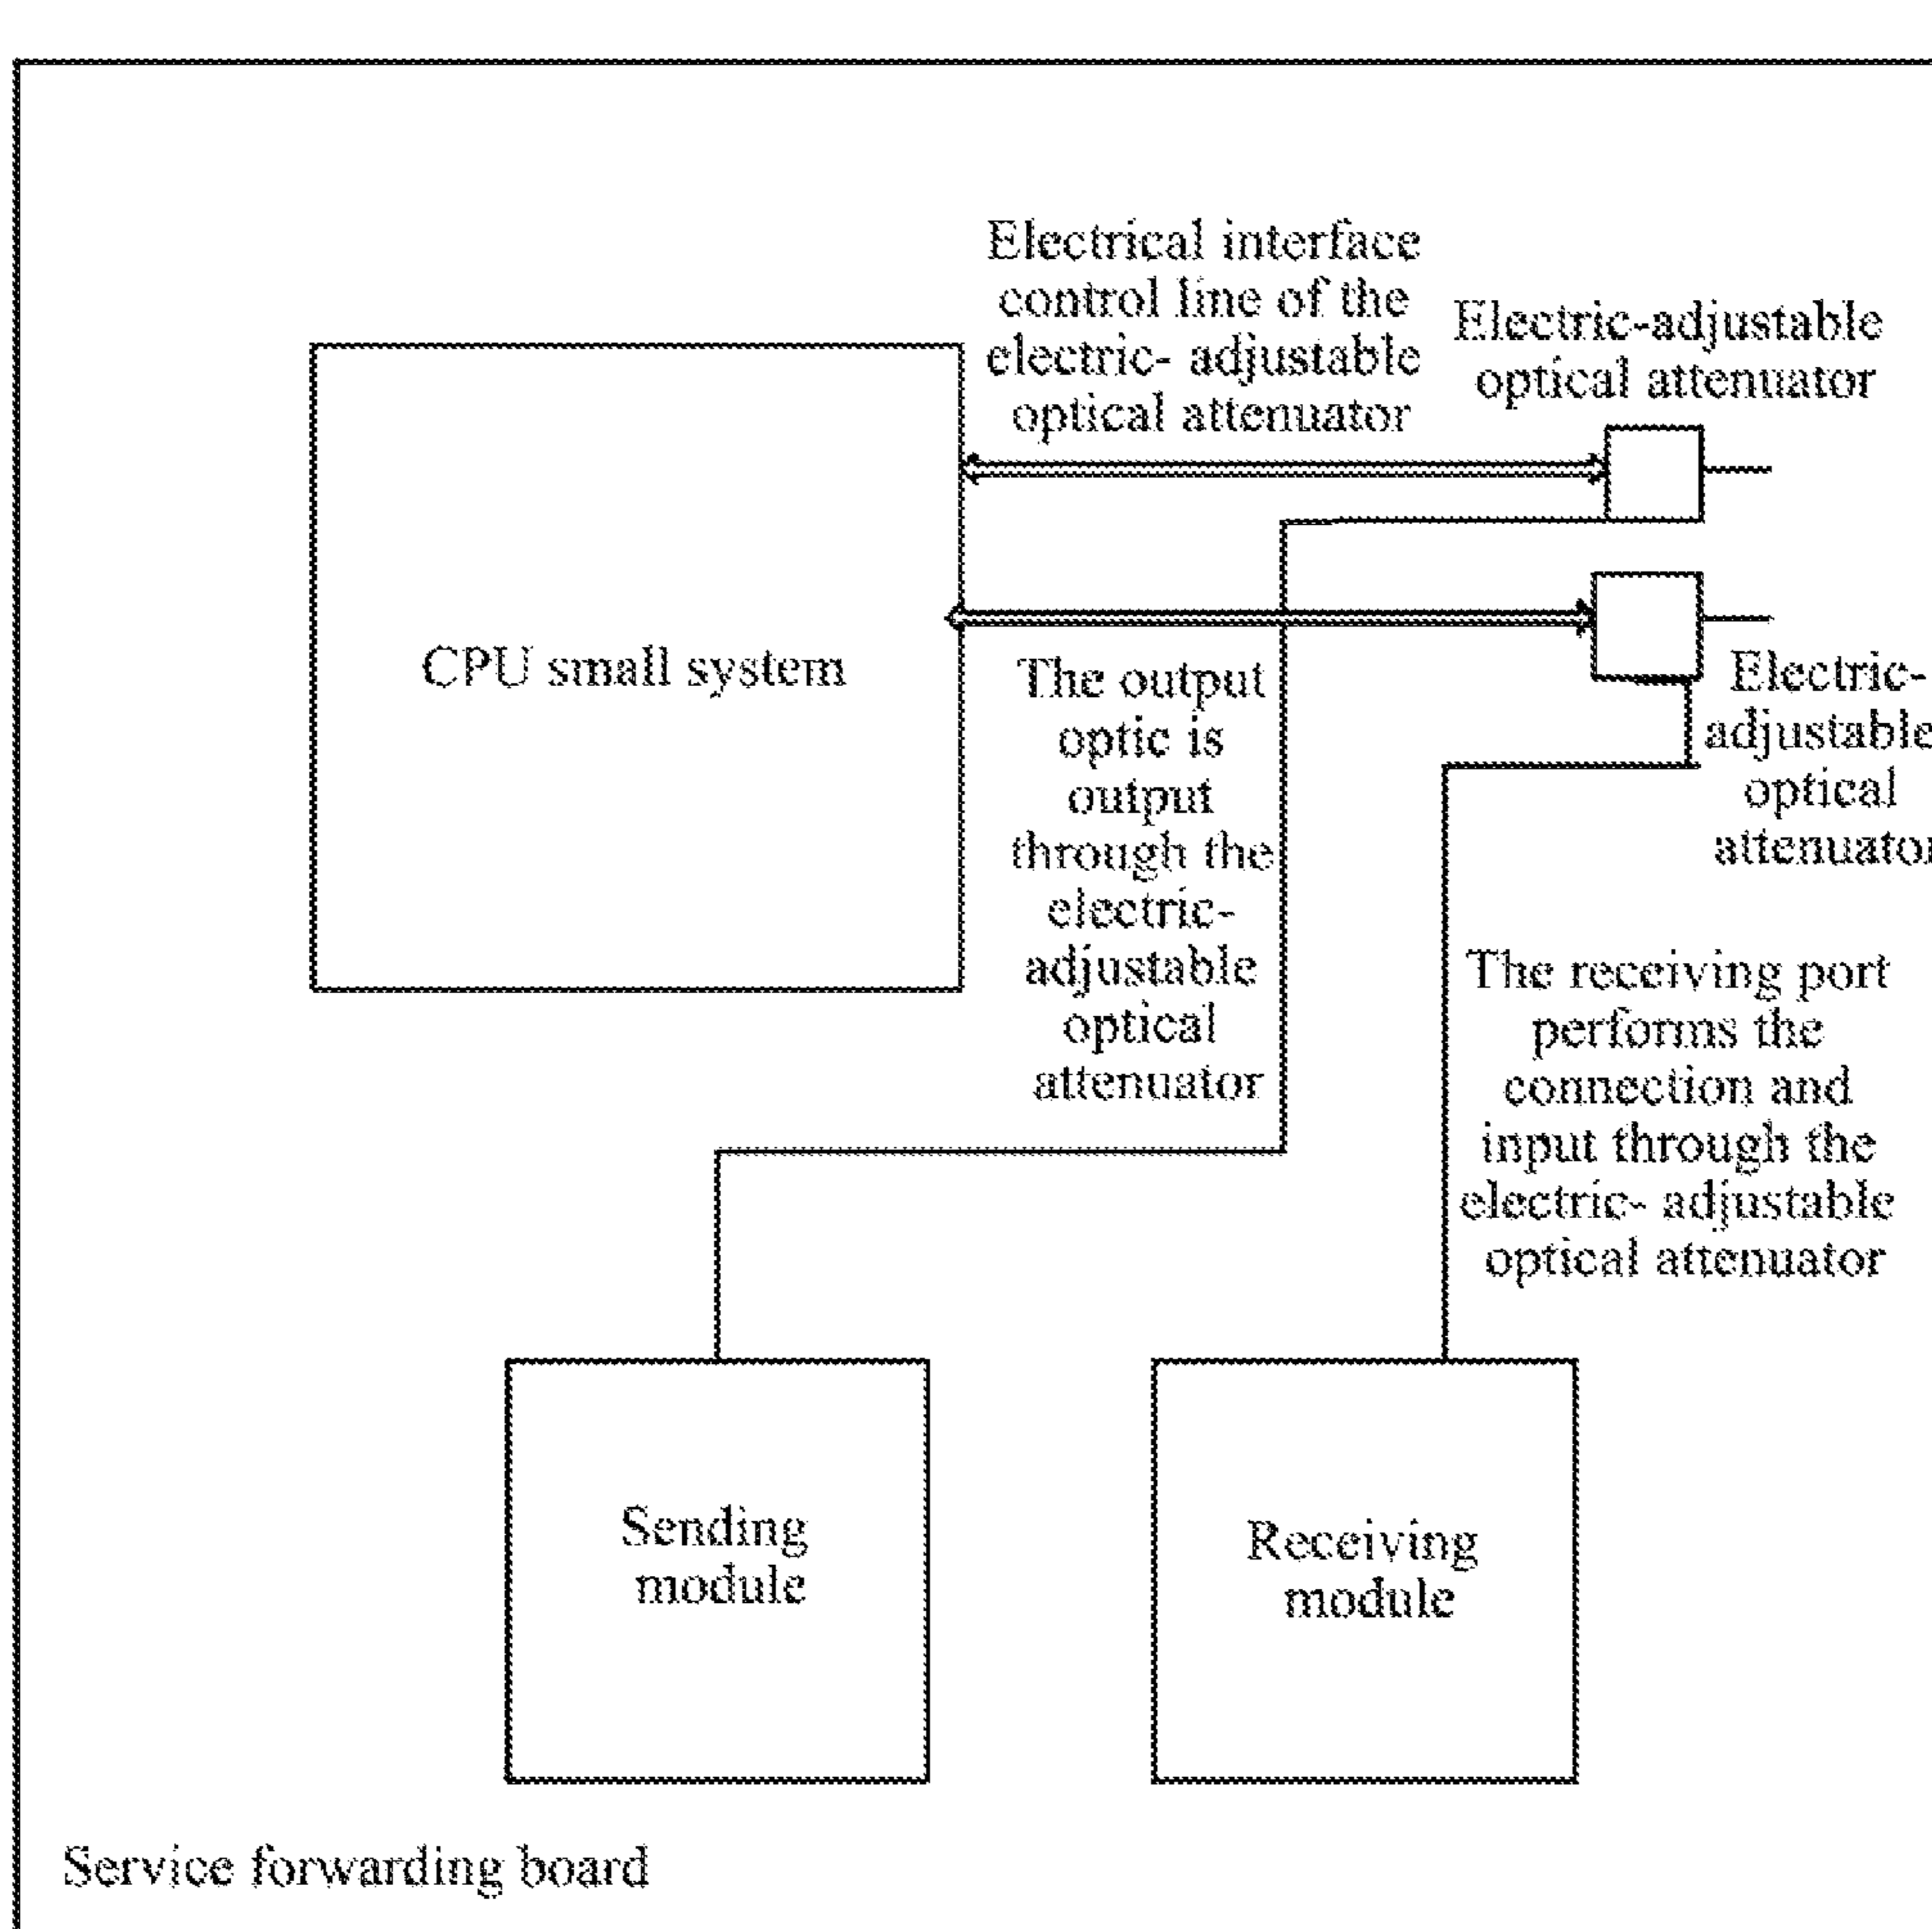 Electrical interface
control line of the
electric- adjustable
optical attenuator
Electric-adjustable
optical attenuator
CPU small system
The output
optic is
output
through the
electric-
adjustable
optical
attenuator
Electric-
adjustable
optical
attenuator
The receiving port
performs the
connection and
input through the
electric- adjustable
optical attenuator
Sending
module
Receiving
module
Service forwarding board